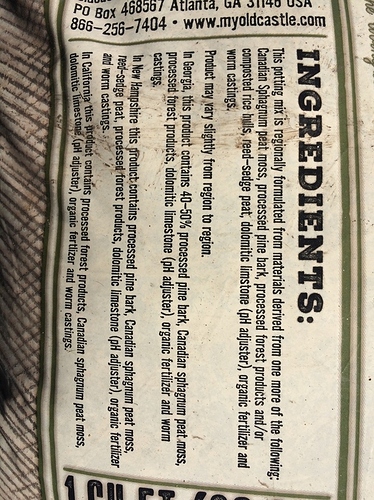 PO Box 468567 Atlanta, GA 31146 USA
866-256-7404 • www.myoldcastle.com
INGREDIENTS:
This potting mix is regionally formulated from materials derived from one more of the following:
Canadian Sphagnum peat moss, processed pine bark, processed forest products and/or
composted rice hulls, reed-sedge peat, dolomitic limestone (pH adjuster), organic fertilizer and
worm castings.
Product may vary slightly from region to region.
In Georgia, this product contains 40-50% processed pine bark, Canadian sphagnum peat moss,
processed forest products, dolomitic limestone (pH adjuster), organic fertilizer and worm
castings.
In New Hampshire this product contains processed pine bark, Canadian sphagnum peat moss,
reed-sedge peat, processed forest products, dolomitic limestone (pH adjuster), organic fertilizer
and worm castings.
In California this product contains processed forest products, Canadian sphagnum peat moss,
dolomitic limestone (pH adjuster), organic fertilizer and worm castings.
1 CU FT